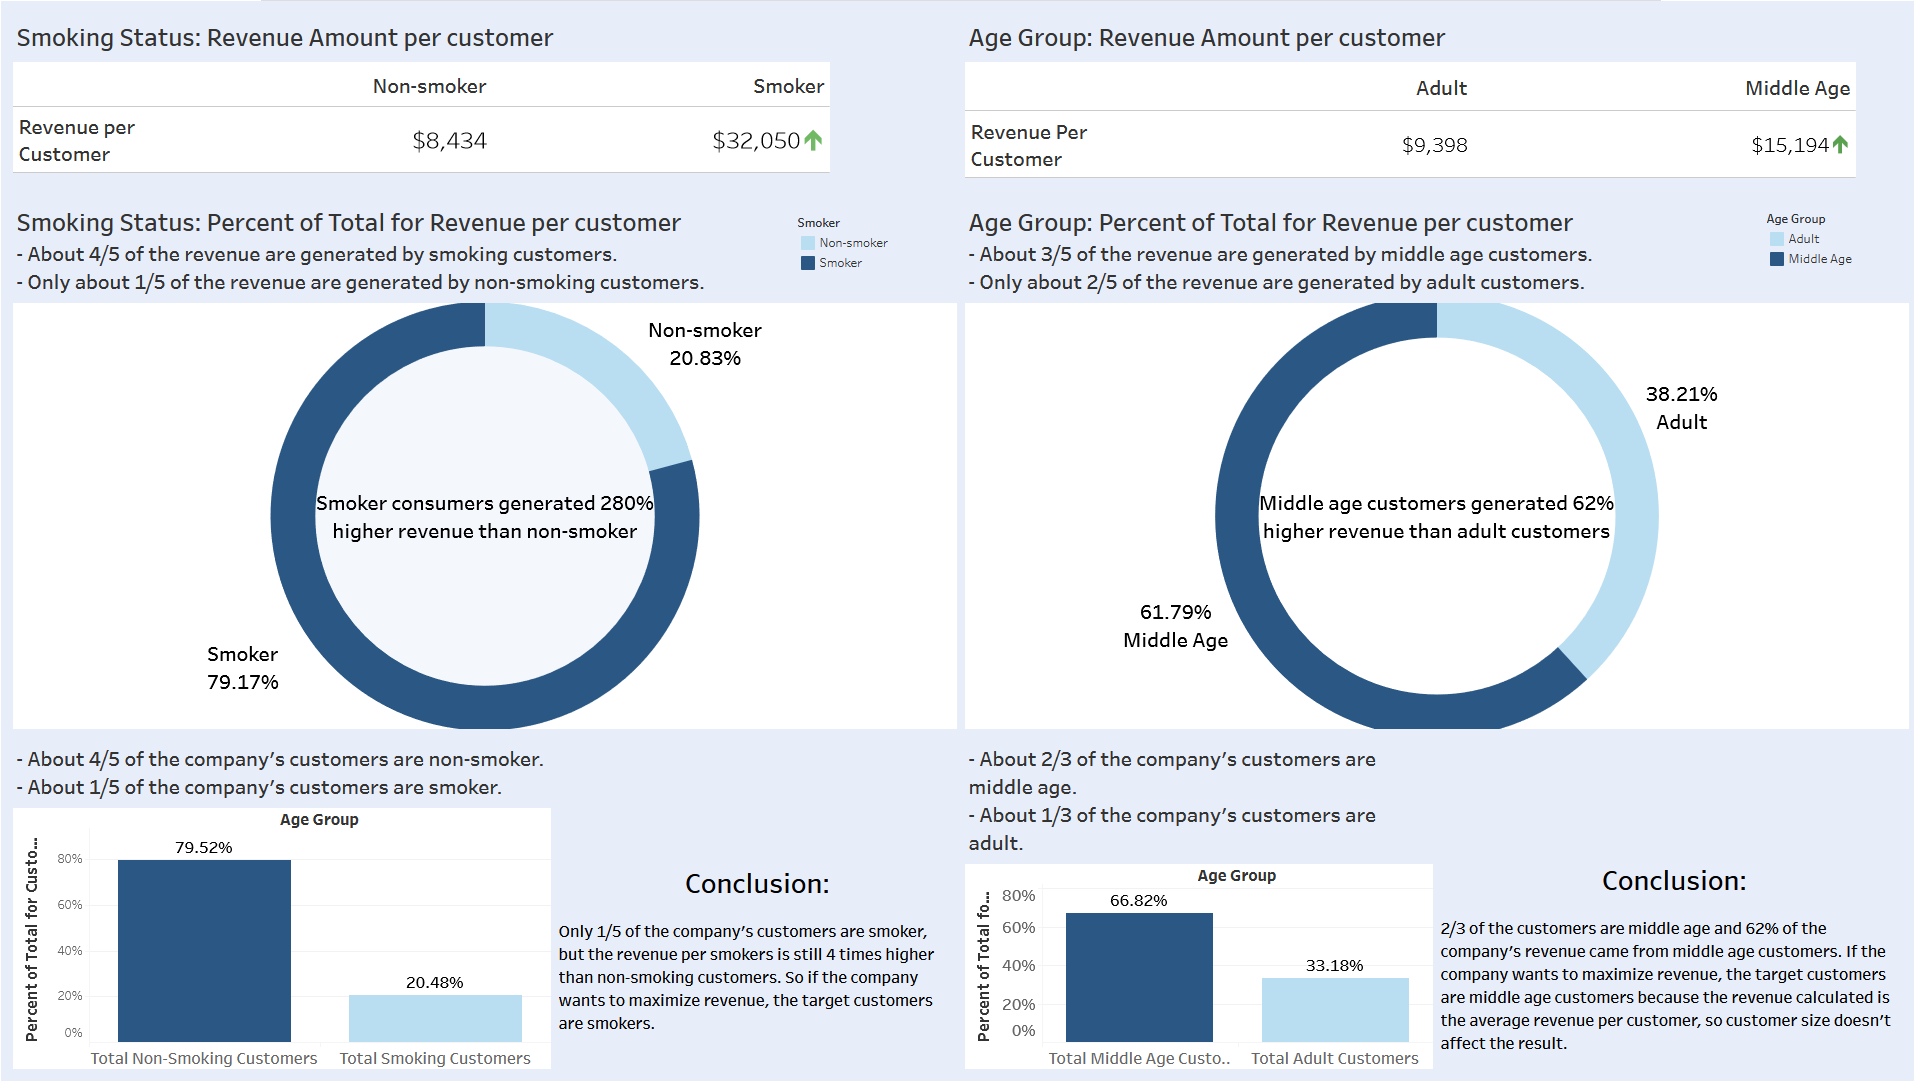 Smoking Status: Revenue Amount per customer
Non-smoker
Smoker
Revenue per
Customer
$8,434
$32,050
Smoking Status: Percent of Total for Revenue per customer
- About 4/5 of the revenue are generated by smoking customers.
- Only about 1/5 of the revenue are generated by non-smoking customers.
Smoker
Non-smoker
Smoker
Non-smoker
20.83%
Smoker consumers generated 280%
higher revenue than non-smoker
Smoker
79.17%
- About 4/5 of the company's customers are non-smoker.
- About 1/5 of the company's customers are smoker.
Age Group
Percent of Total for Custo...
80%
60%
40%
20%
0%
79.52%
20.48%
Total Non-Smoking Customers
Total Smoking Customers
Conclusion:
Only 1/5 of the company's customers are smoker,
but the revenue per smokers is still 4 times higher
than non-smoking customers. So if the company
wants to maximize revenue, the target customers
are smokers.
Age Group: Revenue Amount per customer
Adult
Middle Age
Revenue Per
Customer
$9,398
$15,194
Age Group: Percent of Total for Revenue per customer
- About 3/5 of the revenue are generated by middle age customers.
- Only about 2/5 of the revenue are generated by adult customers.
Age Group
Adult
Middle Age
38.21%
Adult
Middle age customers generated 62%
higher revenue than adult customers
61.79%
Middle Age
- About 2/3 of the company's customers are
middle age.
- About 1/3 of the company's customers are
adult.
Age Group
Percent of Total fo...
80%
60%
40%
20%
0%
66.82%
33.18%
Total Middle Age Custo..
Total Adult Customers
Conclusion:
2/3 of the customers are middle age and 62% of the
company's revenue came from middle age customers. If the
company wants to maximize revenue, the target customers
are middle age customers because the revenue calculated is
the average revenue per customer, so customer size doesn't
affect the result.